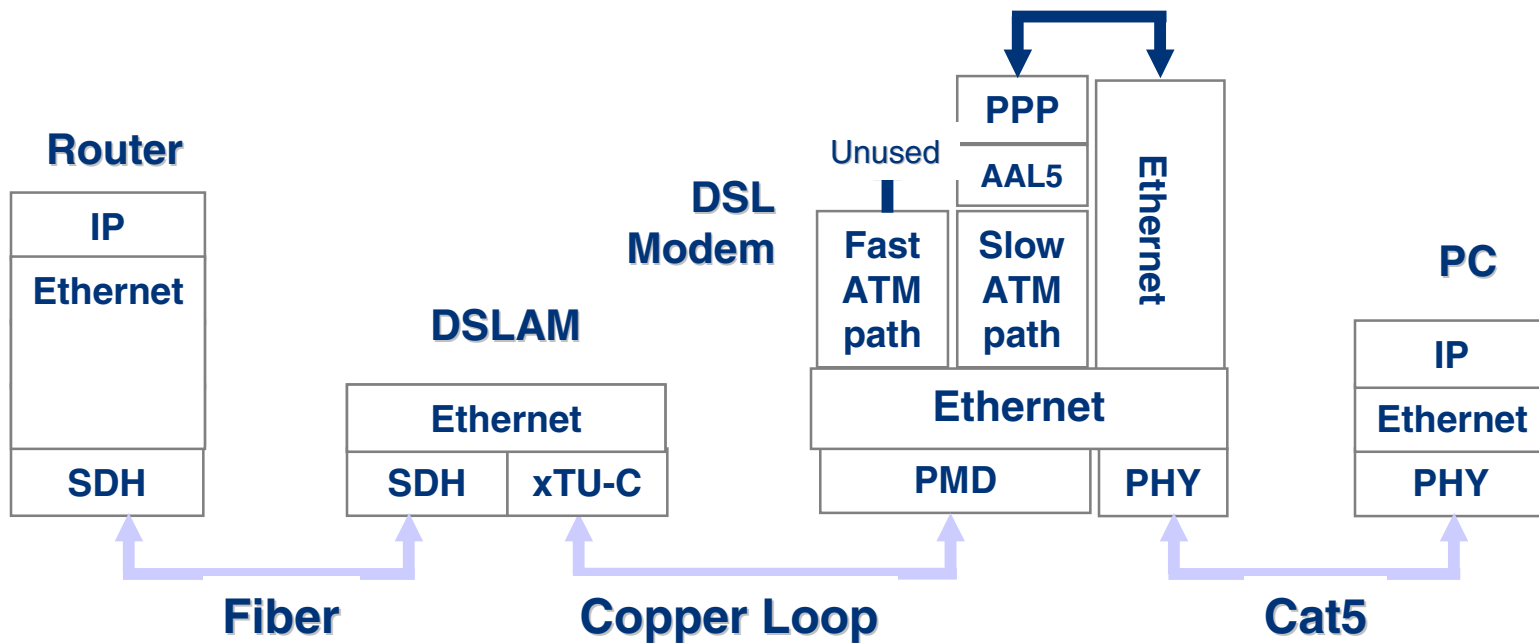 Router
IP
Ethernet
SDH
DSLAM
Ethernet
SDH
xTU-C
DSL
Modem
Unused
PPP
AAL5
Fast
ATM
path
Slow
ATM
path
Ethernet
Ethernet
PMD
PHY
PC
IP
Ethernet
PHY
Fiber
Copper Loop
Cat5